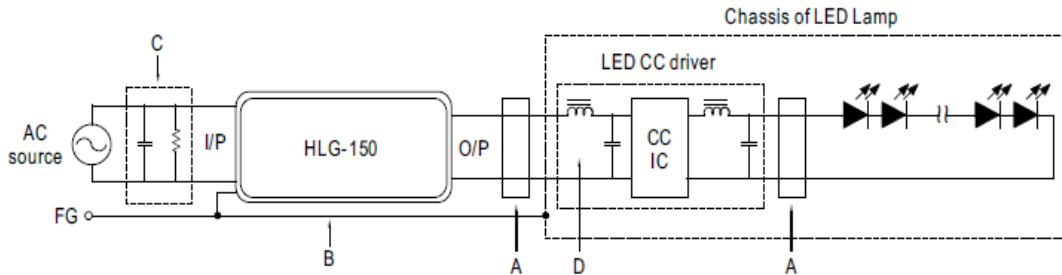 Chassis of LED Lamp
C
LED CC driver
AC
source
I/P
HLG-150
O/P
CC
IC
FG
B
A
D
A